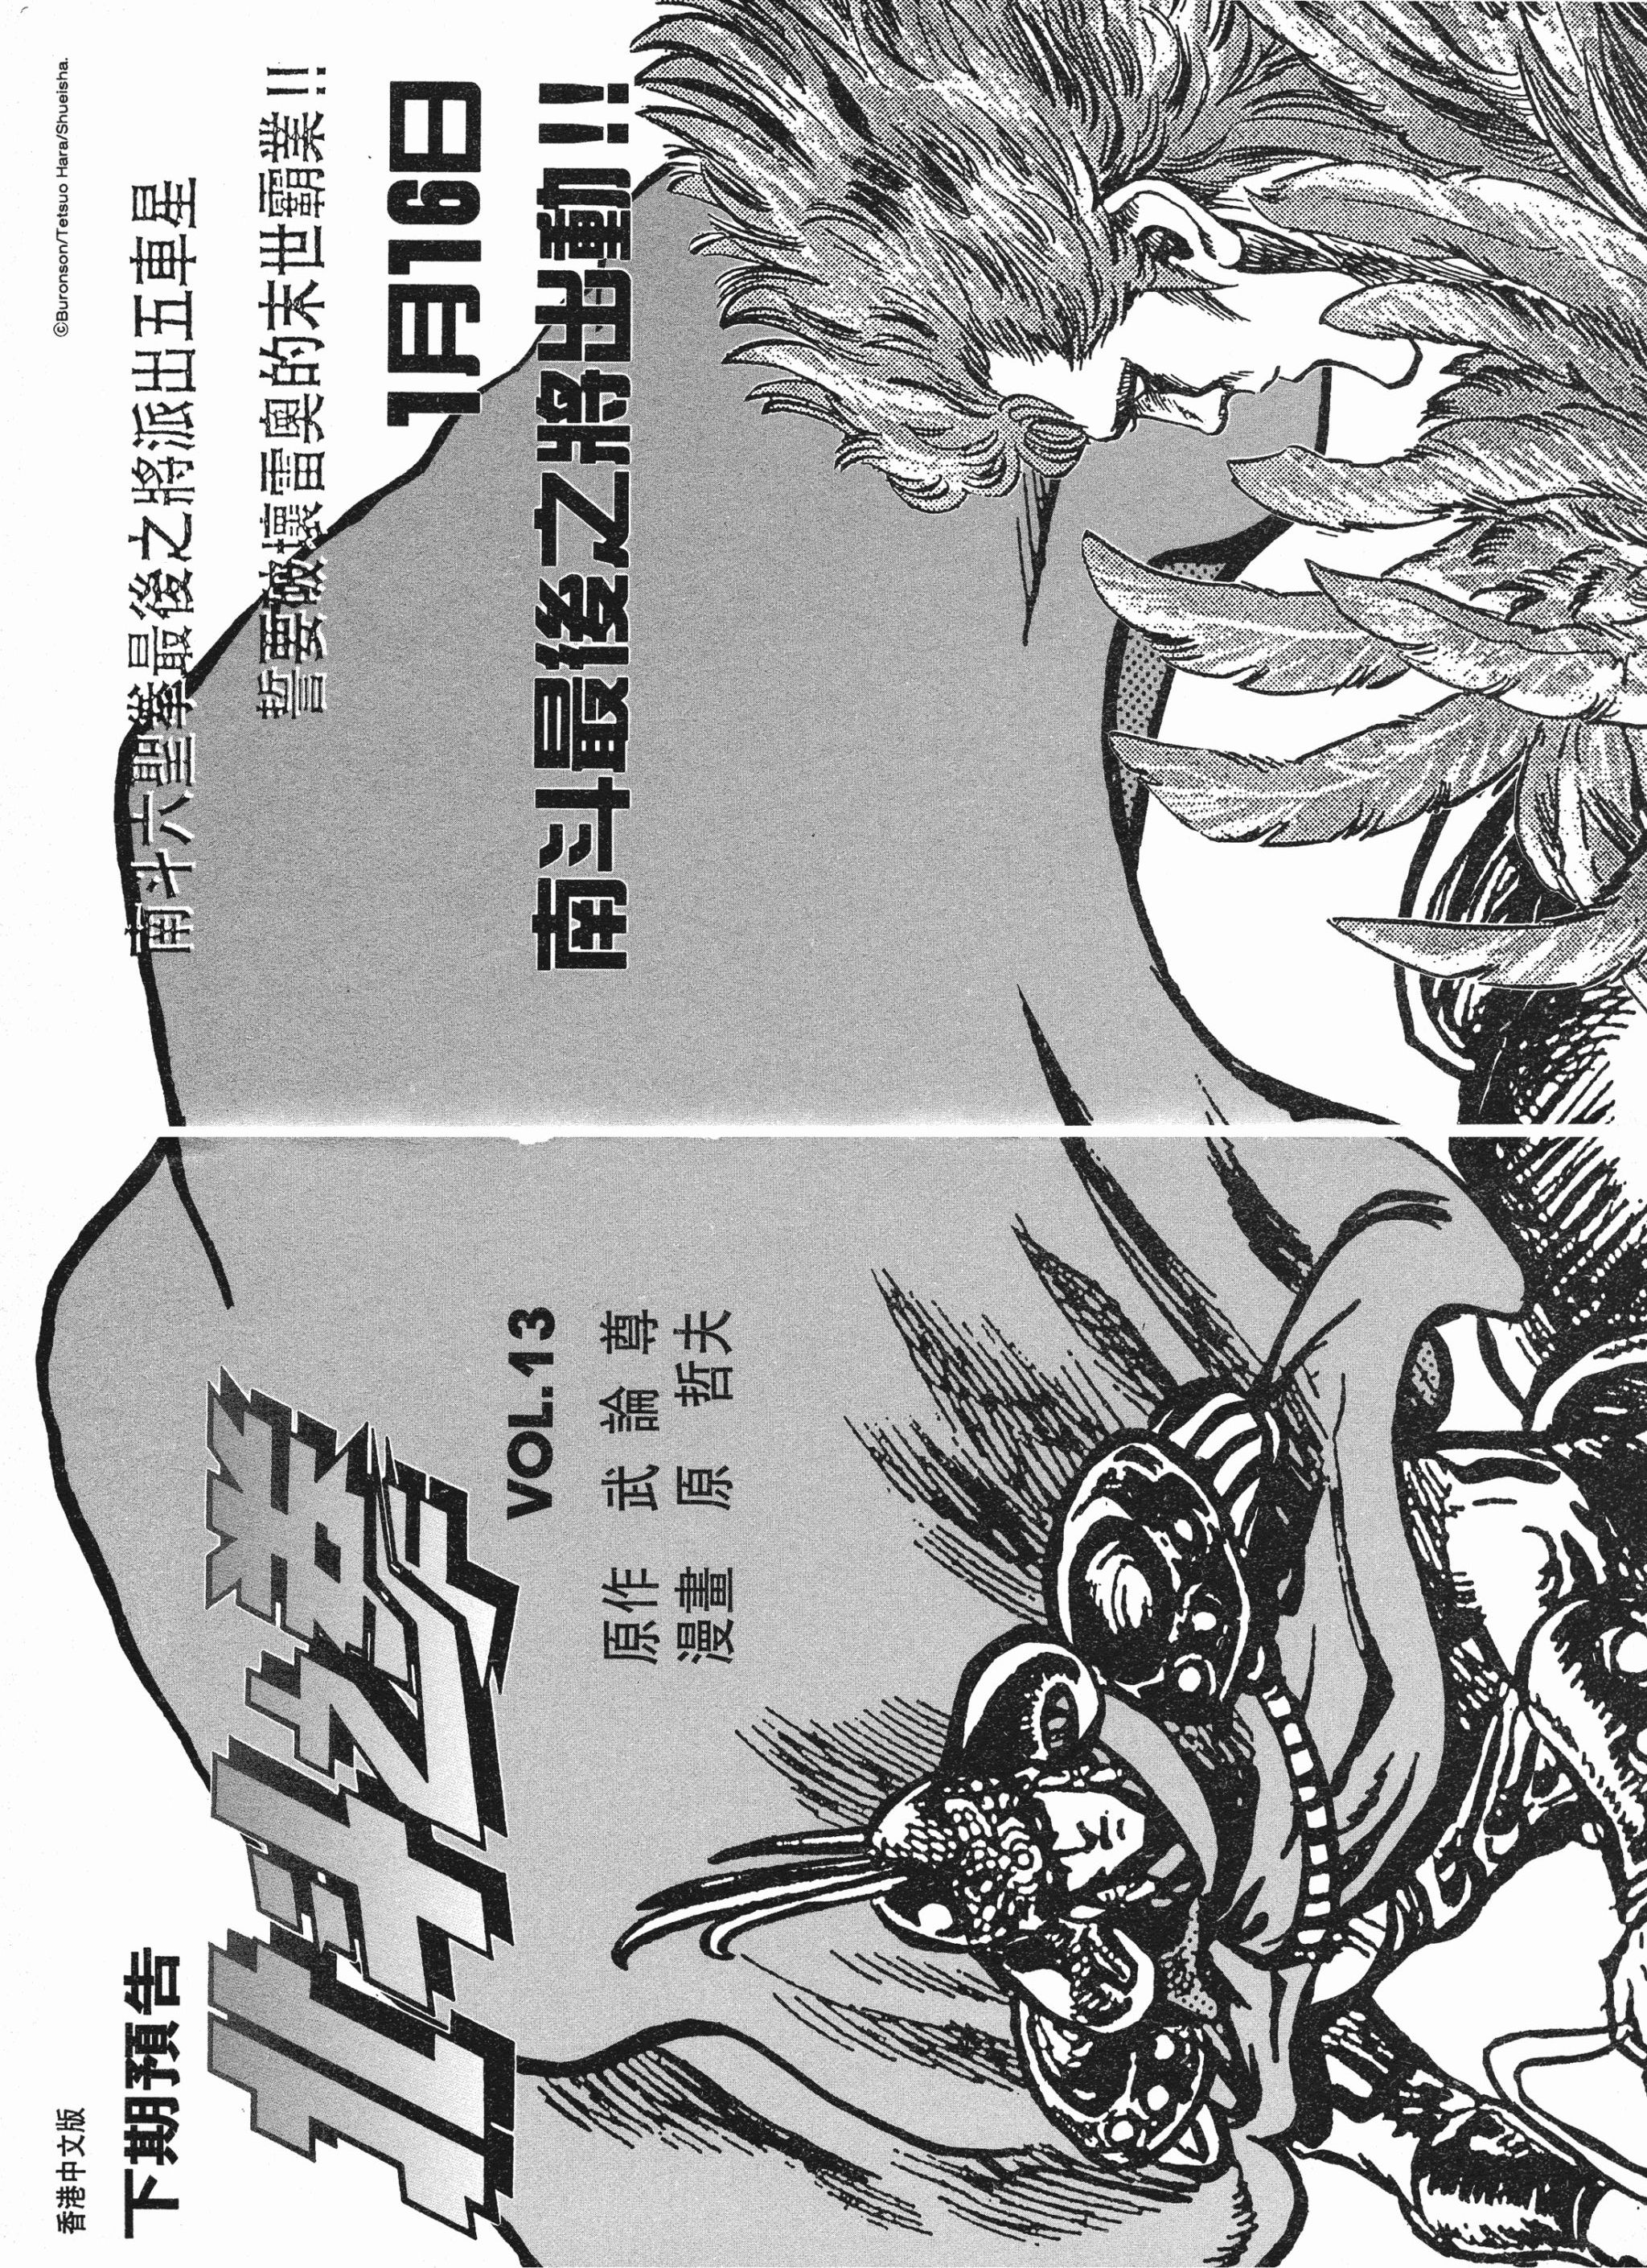 香港中文版
下期預告
北斗之拳
VOL.13
原作 武論尊
漫畫 原哲夫
南斗六聖拳最後之將派出五車星
誓要破壞雷奧的末世霸業!!
1月16日
南斗最後之將出動!!
©Buronson/Tetsuo Hara/Shueisha.